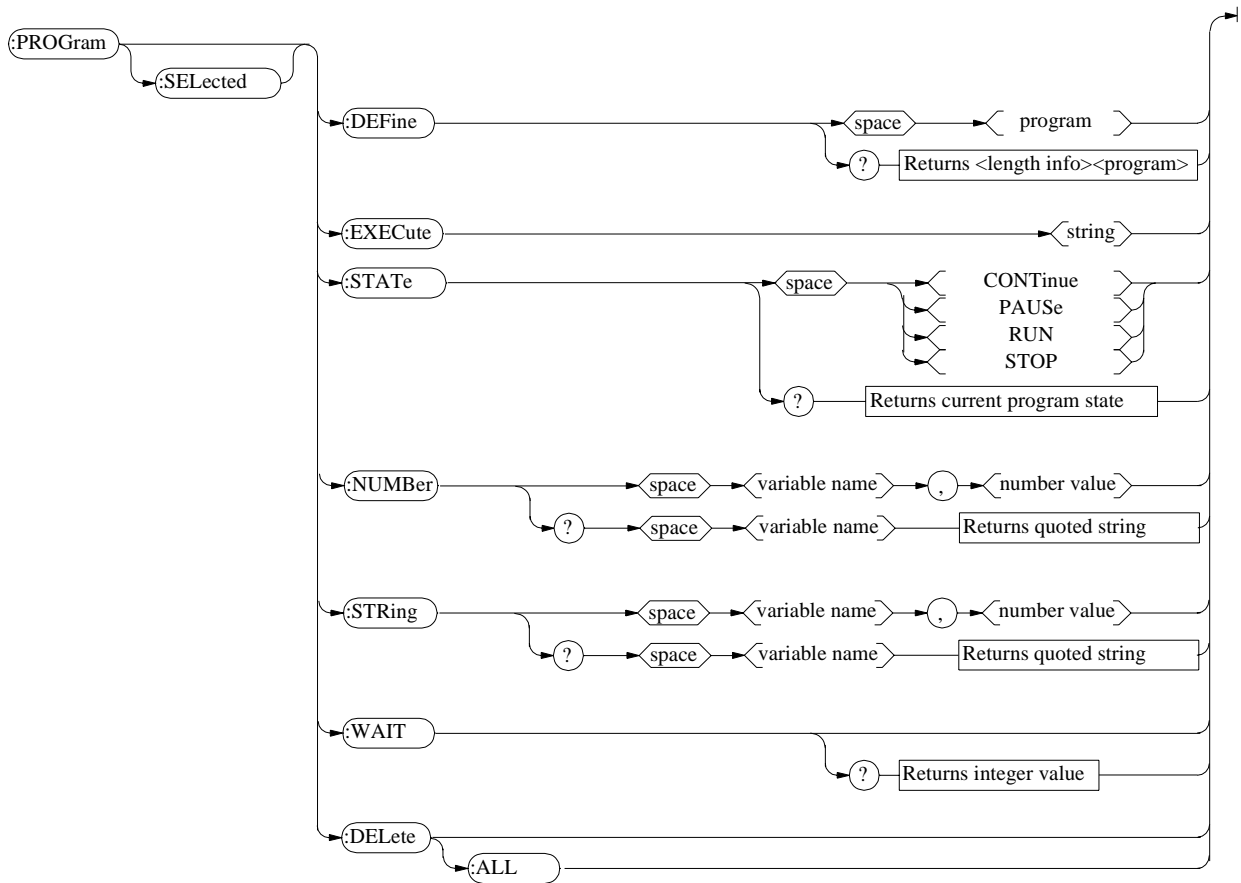 :PROGram
:SELected
:DEFine space program
? Returns <length info><program>
:EXECute string
:STATe space CONTinue
PAUSe
RUN
STOP
? Returns current program state
:NUMBer space variable name , number value
? space variable name Returns quoted string
:STRing space variable name , number value
? space variable name Returns quoted string
:WAIT
? Returns integer value
:DELete
:ALL